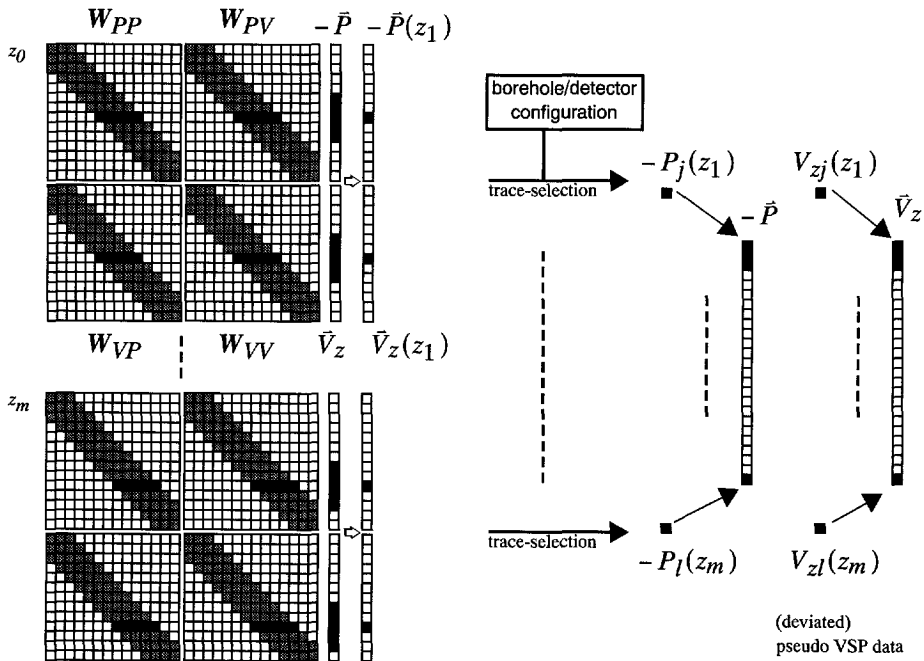 W_PP W_PV −P⃗ −P⃗(z_1)
z_0
W_VP W_VV V⃗_z V⃗_z(z_1)
z_m
borehole/detector
configuration
trace-selection
−P_j(z_1) V_zj(z_1)
−P⃗ V⃗_z
trace-selection
−P_l(z_m) V_zl(z_m)
(deviated)
pseudo VSP data